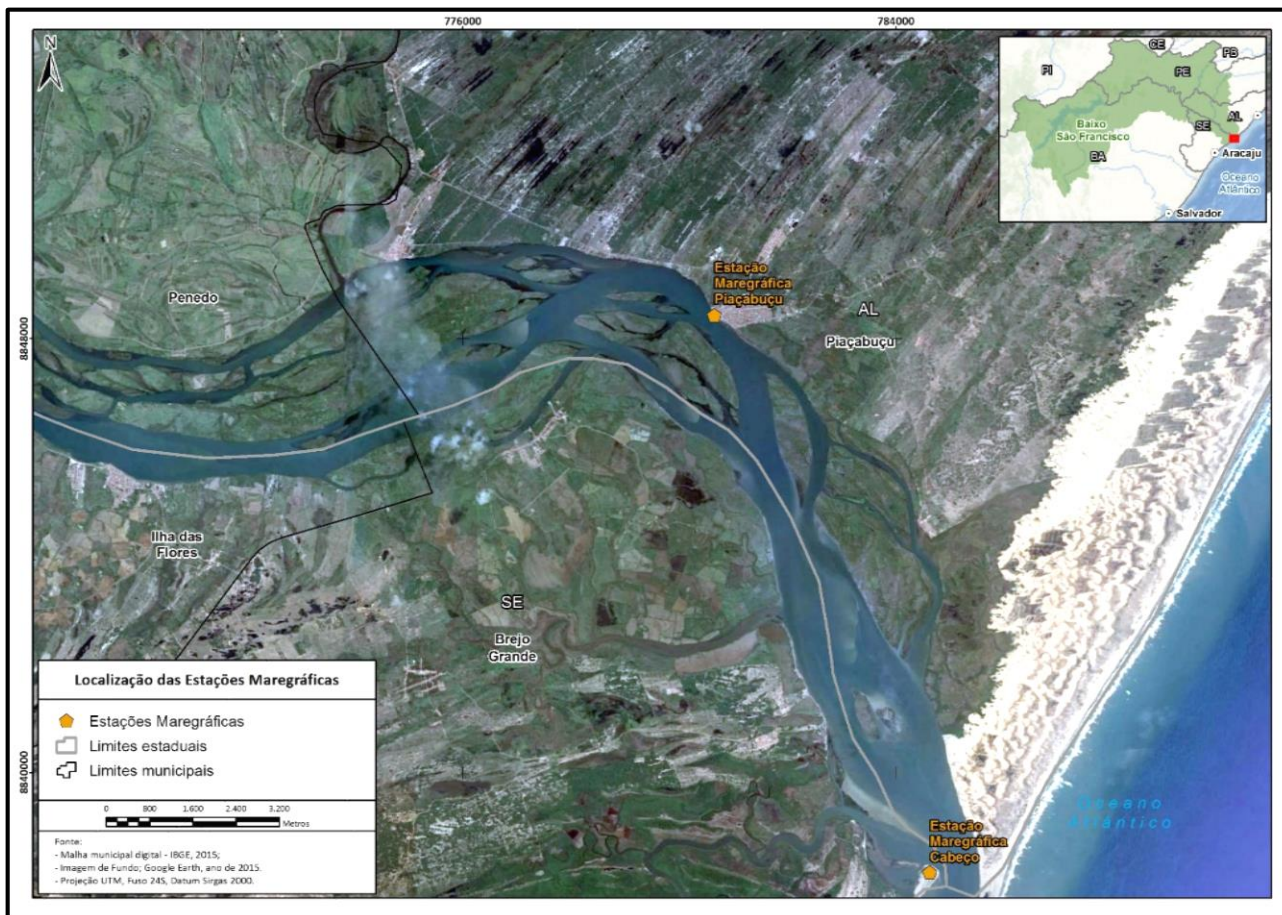 776000
784000
N
CE
PB
PI
PE
AL
Baixo
São Francisco
SE
Aracaju
BA
Oceano
Atlântico
Salvador
Estação
Maregráfica
Piaçabuçu
Penedo
AL
Piaçabuçu
8848000
Ilha das
Flores
SE
Brejo
Grande
8840000
Oceano
Atlântico
Estação
Maregráfica
Cabeço
Localização das Estações Maregráficas
Estações Maregráficas
Limites estaduais
Limites municipais
0 800 1.600 2.400 3.200
Metros
Fonte:
- Malha municipal digital - IBGE, 2015;
- Imagem de Fundo; Google Earth, ano de 2015.
- Projeção UTM, Fuso 24S, Datum Sirgas 2000.